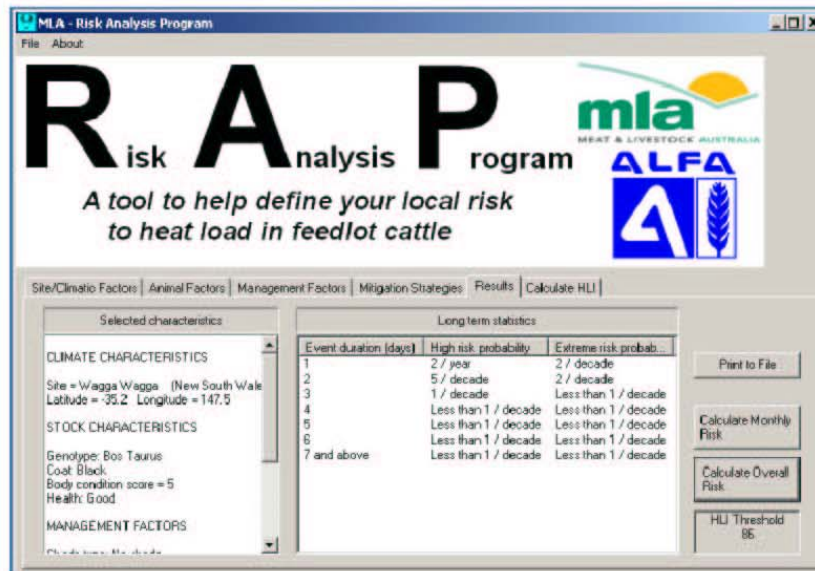 MLA - Risk Analysis Program
File About
Risk Analysis Program
A tool to help define your local risk
to heat load in feedlot cattle
mla
MEAT & LIVESTOCK AUSTRALIA
ALFA
Site/Climatic Factors Animal Factors Management Factors Mitigation Strategies Results Calculate HLI
Selected characteristics
CLIMATE CHARACTERISTICS
Site = Wagga Wagga (New South Wale
Latitude = -35.2 Longitude = 147.5
STOCK CHARACTERISTICS
Genotype: Bos Taurus
Coat: Black
Body condition score = 5
Health: Good
MANAGEMENT FACTORS
Long term statistics
Event duration (days) High risk probability Extreme risk probab...
1 2 / year 2 / decade
2 5 / decade 2 / decade
3 1 / decade Less than 1 / decade
4 Less than 1 / decade Less than 1 / decade
5 Less than 1 / decade Less than 1 / decade
6 Less than 1 / decade Less than 1 / decade
7 and above Less than 1 / decade Less than 1 / decade
Print to File
Calculate Monthly
Risk
Calculate Overall
Risk
HLI Threshold
86